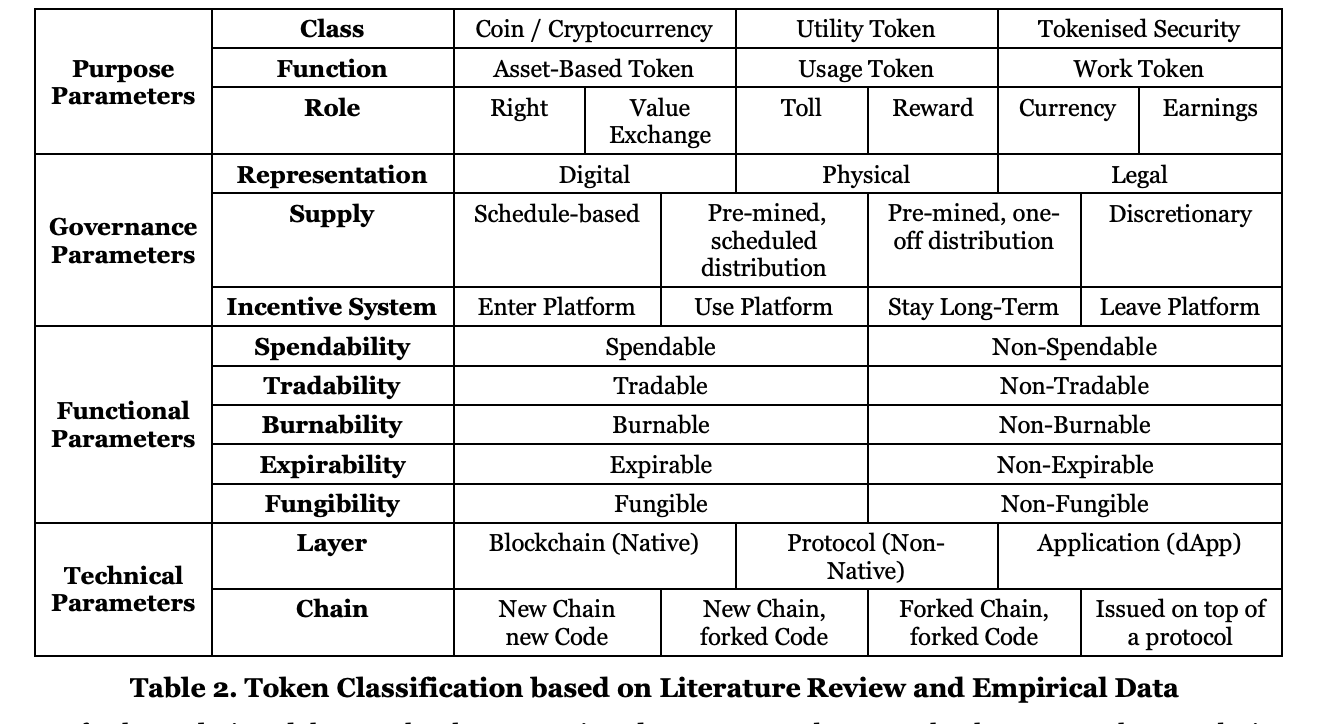 Purpose Parameters
Class
Coin / Cryptocurrency
Utility Token
Tokenised Security
Function
Asset-Based Token
Usage Token
Work Token
Role
Right
Value
Exchange
Toll
Reward
Currency
Earnings
Governance
Parameters
Representation
Digital
Physical
Legal
Supply
Schedule-based
Pre-mined,
scheduled
distribution
Pre-mined, one-
off distribution
Discretionary
Incentive System
Enter Platform
Use Platform
Stay Long-Term
Leave Platform
Functional
Parameters
Spendability
Spendable
Non-Spendable
Tradability
Tradable
Non-Tradable
Burnability
Burnable
Non-Burnable
Expirability
Expirable
Non-Expirable
Fungibility
Fungible
Non-Fungible
Technical
Parameters
Layer
Blockchain (Native)
Protocol (Non-
Native)
Application (dApp)
Chain
New Chain
new Code
New Chain,
forked Code
Forked Chain,
forked Code
Issued on top of
a protocol
Table 2. Token Classification based on Literature Review and Empirical Data